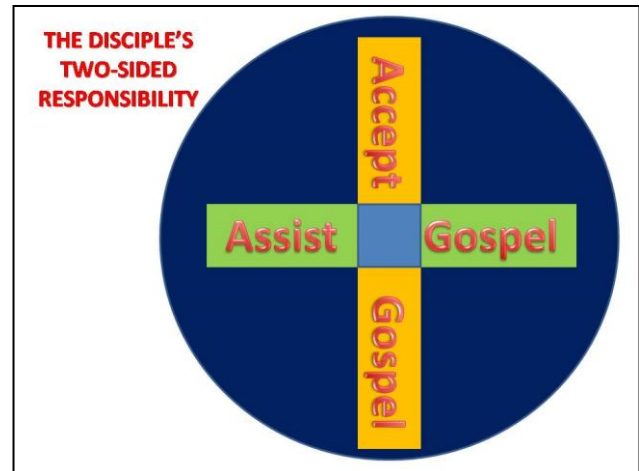 THE DISCIPLE'S
TWO-SIDED
RESPONSIBILITY
Accept
Assist Gospel
Gospel